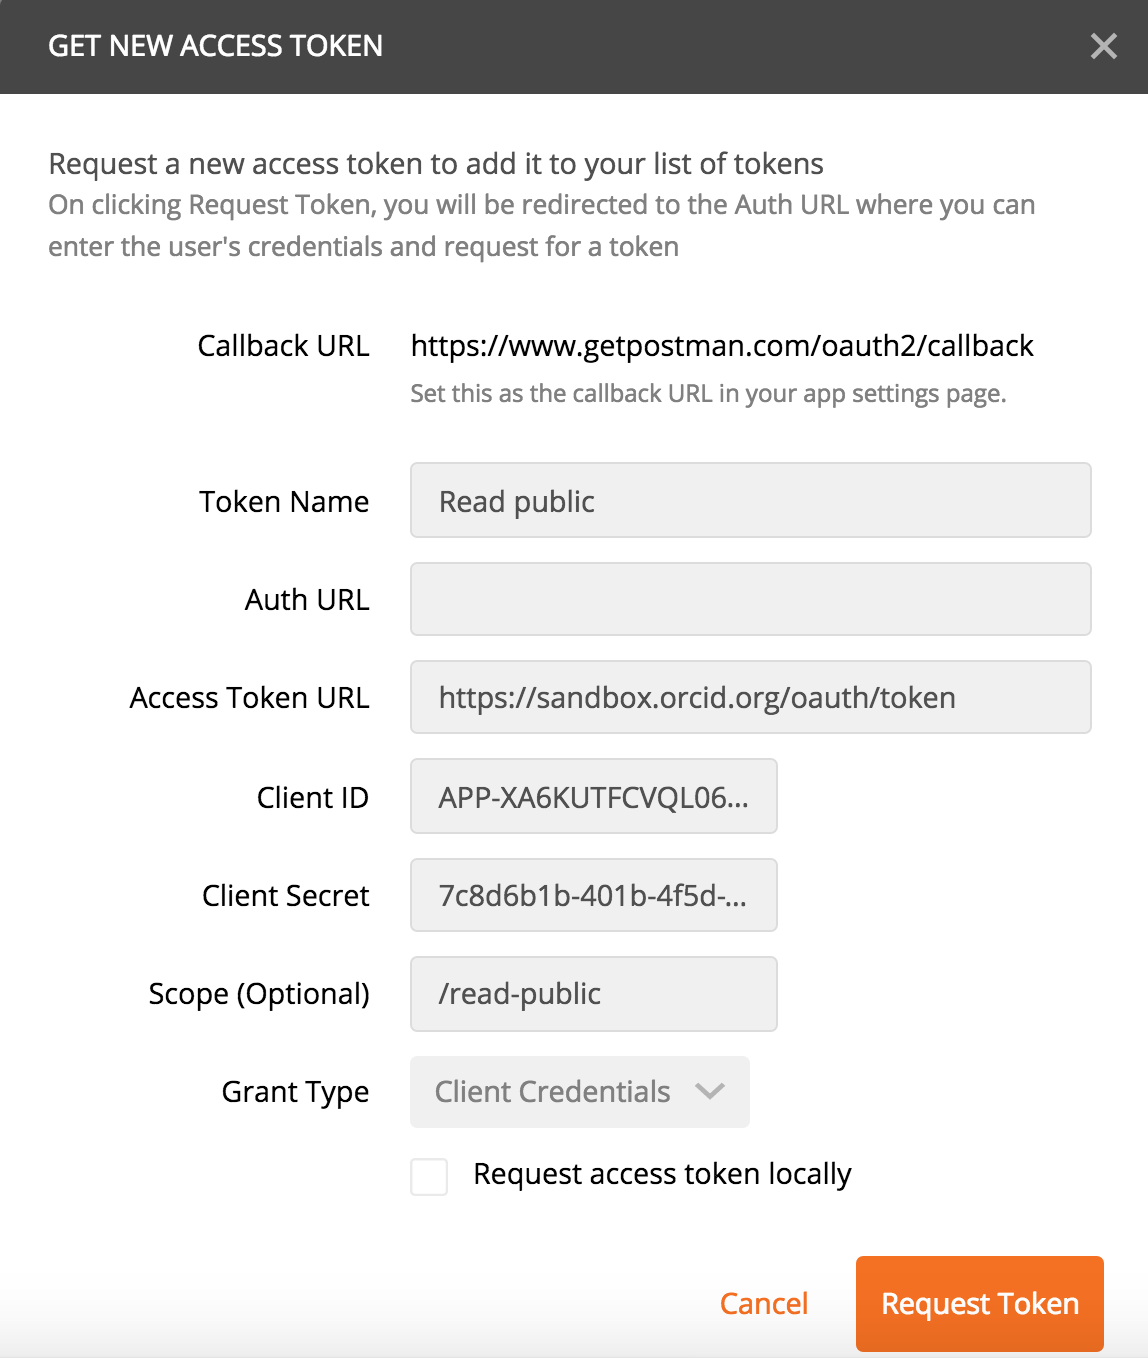 GET NEW ACCESS TOKEN
Request a new access token to add it to your list of tokens
On clicking Request Token, you will be redirected to the Auth URL where you can
enter the user's credentials and request for a token
Callback URL https://www.getpostman.com/oauth2/callback
Set this as the callback URL in your app settings page.
Token Name Read public
Auth URL
Access Token URL https://sandbox.orcid.org/oauth/token
Client ID APP-XA6KUTFCVQL06...
Client Secret 7c8d6b1b-401b-4f5d-...
Scope (Optional) /read-public
Grant Type Client Credentials
Request access token locally
Cancel Request Token